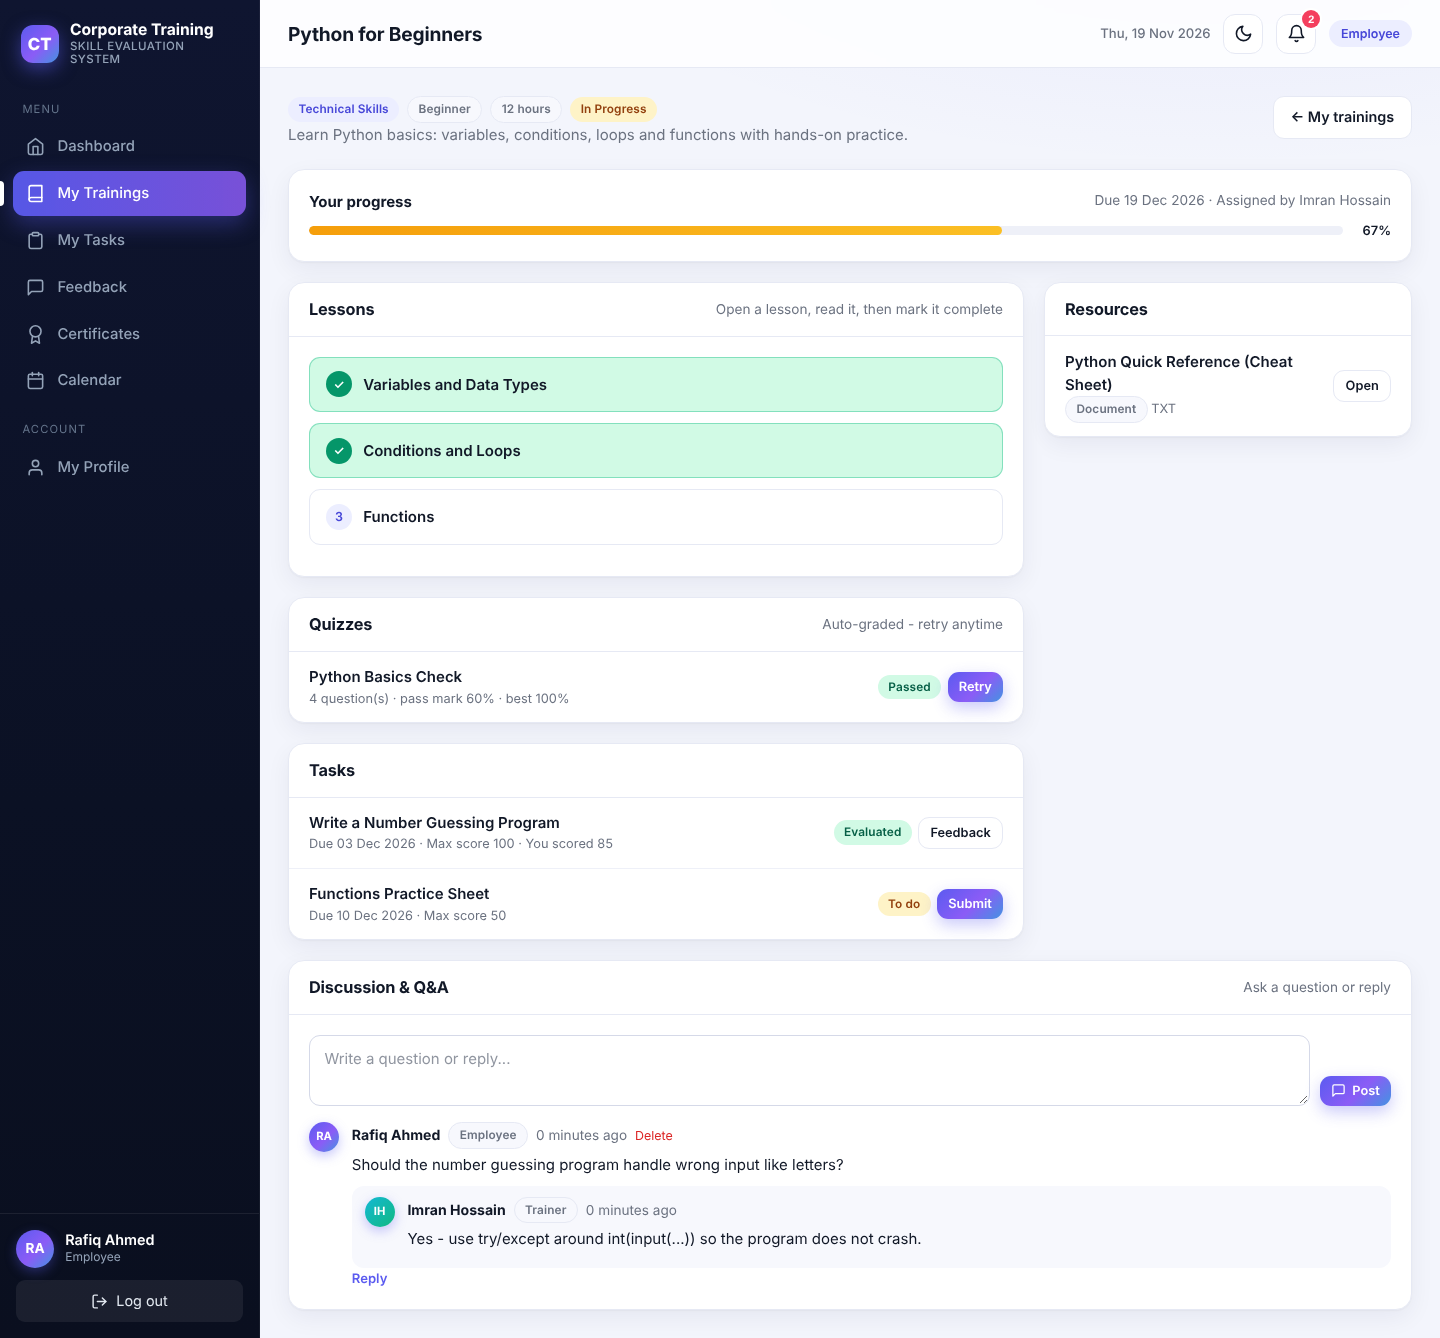 CT
Corporate Training
SKILL EVALUATION
SYSTEM
MENU
Dashboard
My Trainings
My Tasks
Feedback
Certificates
Calendar
ACCOUNT
My Profile
RA
Rafiq Ahmed
Employee
Log out
Python for Beginners
Thu, 19 Nov 2026
2
Employee
Technical Skills
Beginner
12 hours
In Progress
Learn Python basics: variables, conditions, loops and functions with hands-on practice.
← My trainings
Your progress
Due 19 Dec 2026 · Assigned by Imran Hossain
67%
Lessons
Open a lesson, read it, then mark it complete
Variables and Data Types
Conditions and Loops
3 Functions
Resources
Python Quick Reference (Cheat
Sheet)
Document TXT
Open
Quizzes
Auto-graded - retry anytime
Python Basics Check
4 question(s) · pass mark 60% · best 100%
Passed
Retry
Tasks
Write a Number Guessing Program
Due 03 Dec 2026 · Max score 100 · You scored 85
Evaluated
Feedback
Functions Practice Sheet
Due 10 Dec 2026 · Max score 50
To do
Submit
Discussion & Q&A
Ask a question or reply
Write a question or reply...
Post
RA
Rafiq Ahmed Employee 0 minutes ago Delete
Should the number guessing program handle wrong input like letters?
IH
Imran Hossain Trainer 0 minutes ago
Yes - use try/except around int(input(...)) so the program does not crash.
Reply